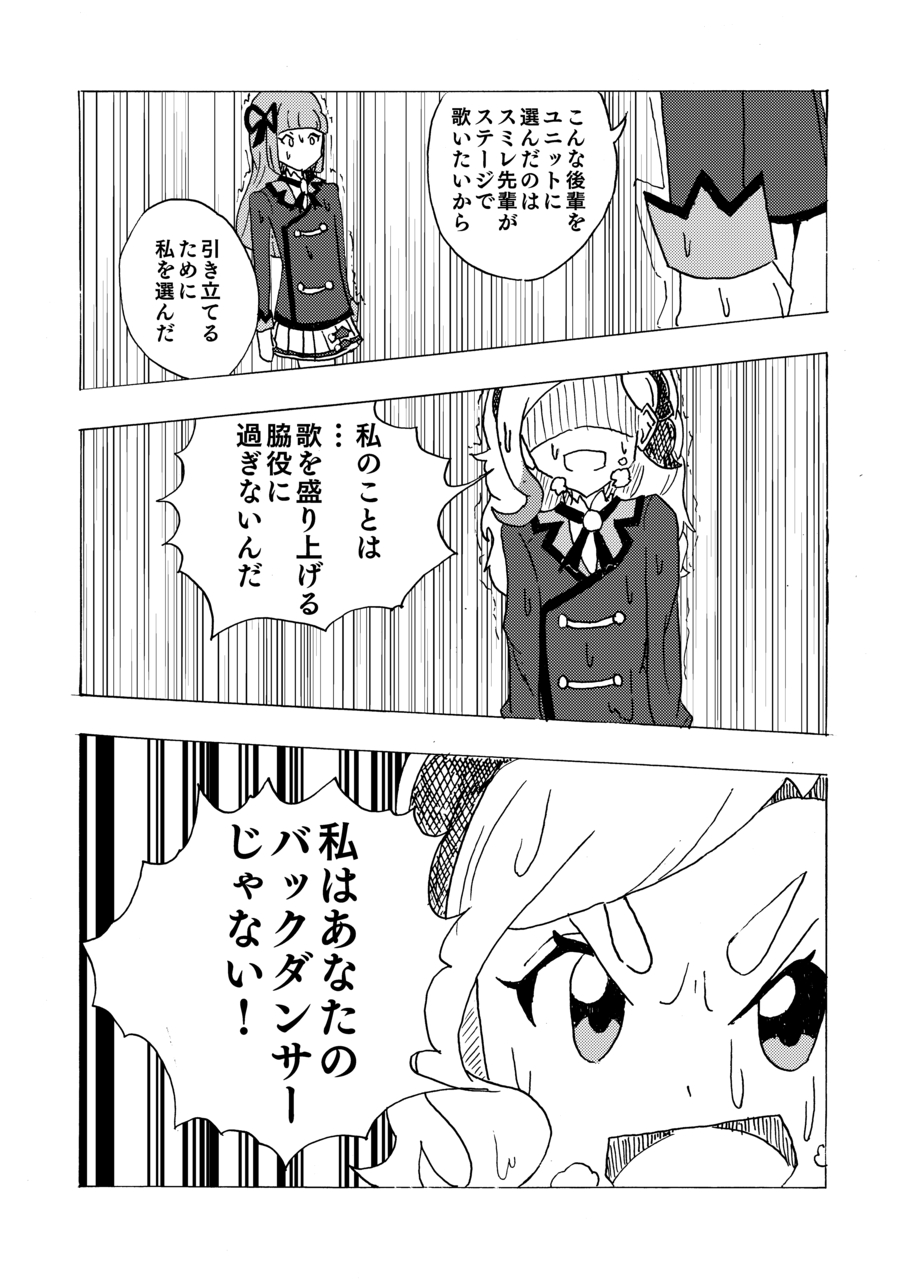 こんな後輩を
ユニットに
選んだのは
スミレ先輩が
ステージで
歌いたいから
引き立てる
ために
私を選んだ
私のことは
…
歌を盛り上げる
脇役に
過ぎないんだ
私はあなたの
バックダンサー
じゃない！